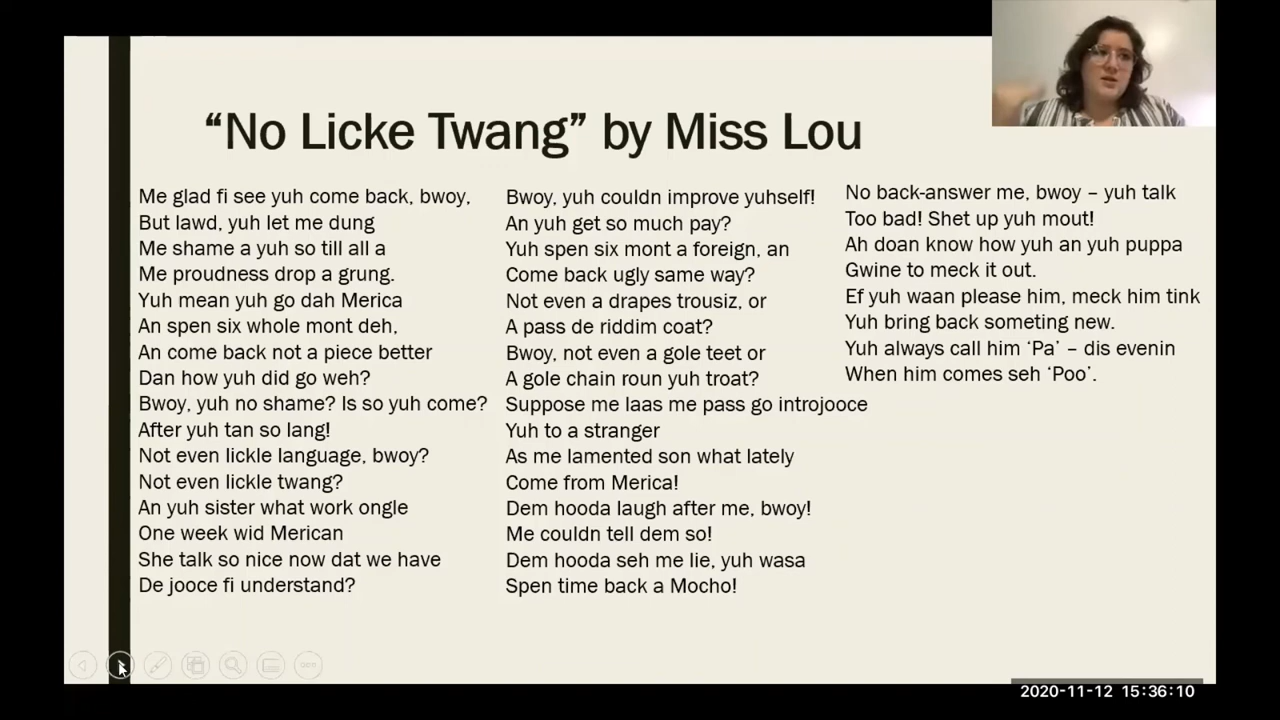 “No Licke Twang” by Miss Lou
Me glad fi see yuh come back, bwoy,
But lawd, yuh let me dung
Me shame a yuh so till all a
Me proudness drop a grung.
Yuh mean yuh go dah Merica
An spen six whole mont deh,
An come back not a piece better
Dan how yuh did go weh?
Bwoy, yuh no shame? Is so yuh come?
After yuh tan so lang!
Not even lickle language, bwoy?
Not even lickle twang?
An yuh sister what work ongle
One week wid Merican
She talk so nice now dat we have
De jooce fi understand?
Bwoy, yuh couldn improve yuhself!
An yuh get so much pay?
Yuh spen six mont a foreign, an
Come back ugly same way?
Not even a drapes trousiz, or
A pass de riddim coat?
Bwoy, not even a gole teet or
A gole chain roun yuh troat?
Suppose me laas me pass go introjooce
Yuh to a stranger
As me lamented son what lately
Come from Merica!
Dem hooda laugh after me, bwoy!
Me couldn tell dem so!
Dem hooda seh me lie, yuh wasa
Spen time back a Mocho!
No back-answer me, bwoy – yuh talk
Too bad! Shet up yuh mout!
Ah doan know how yuh an yuh puppa
Gwine to meck it out.
Ef yuh waan please him, meck him tink
Yuh bring back someting new.
Yuh always call him ‘Pa’ – dis evenin
When him comes seh ‘Poo’.
2020-11-12 15:36:10